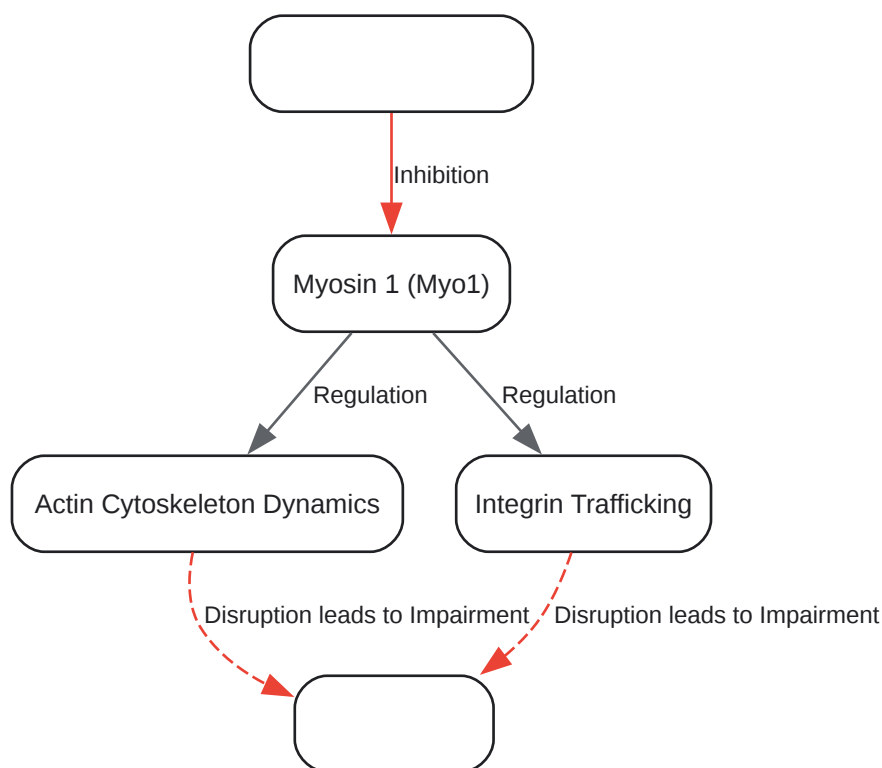 Inhibition
Myosin 1 (Myo1)
Regulation
Regulation
Actin Cytoskeleton Dynamics
Integrin Trafficking
Disruption leads to Impairment
Disruption leads to Impairment